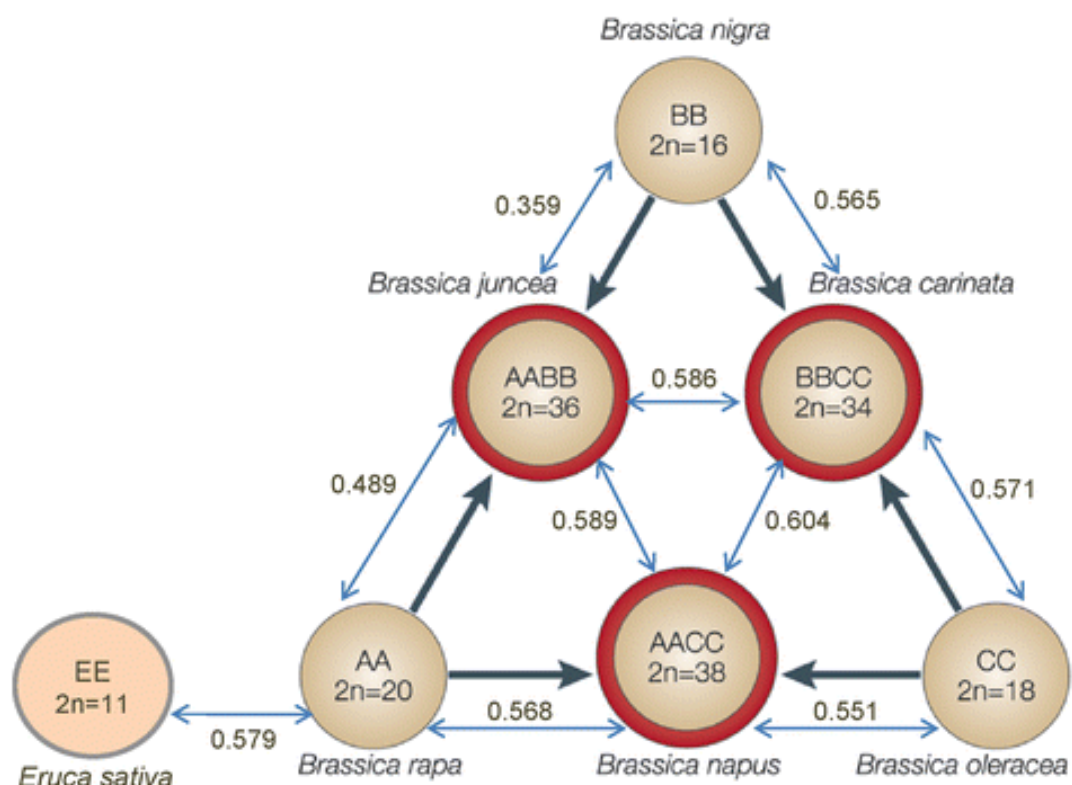 Brassica nigra
BB
2n=16
0.359
0.565
Brassica juncea
Brassica carinata
AABB
2n=36
0.586
BBCC
2n=34
0.489
0.589
0.604
0.571
EE
2n=11
AA
2n=20
AACC
2n=38
CC
2n=18
0.579
0.568
0.551
Eruca sativa
Brassica rapa
Brassica napus
Brassica oleracea